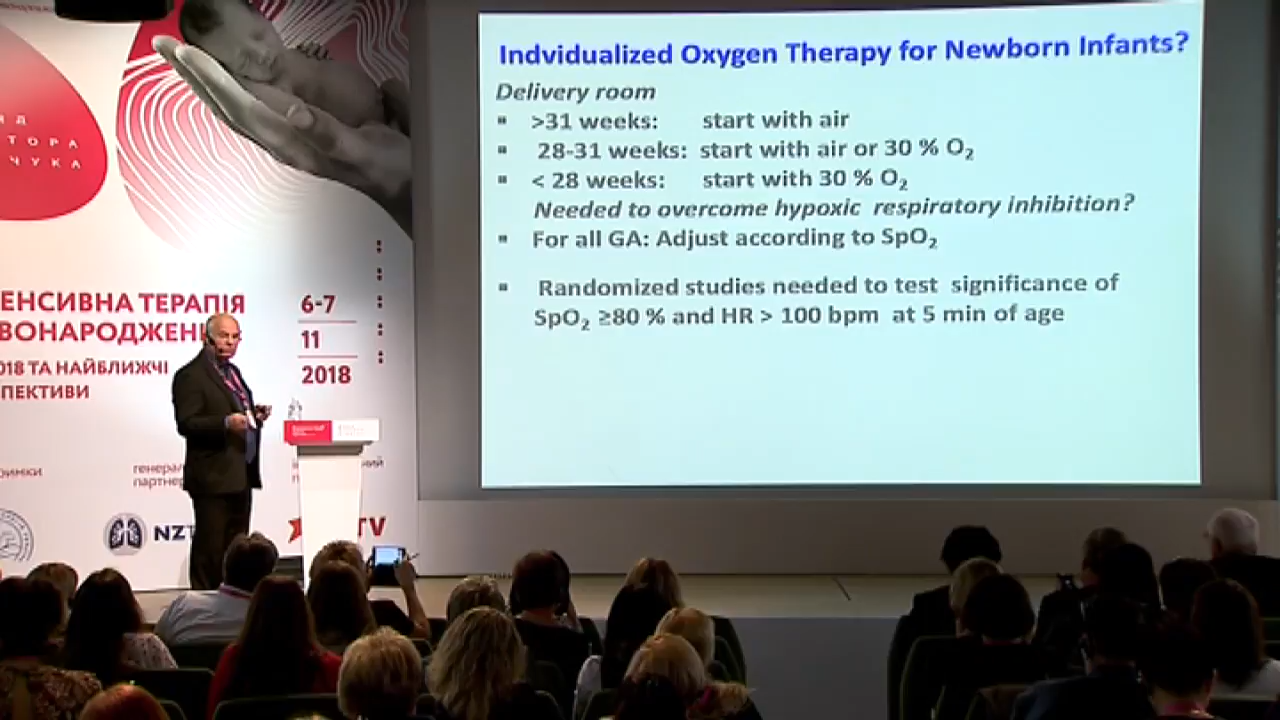 Indvidualized Oxygen Therapy for Newborn Infants?
Delivery room
▪ >31 weeks: start with air
▪ 28-31 weeks: start with air or 30 % O₂
▪ < 28 weeks: start with 30 % O₂
Needed to overcome hypoxic respiratory inhibition?
▪ For all GA: Adjust according to SpO₂
▪ Randomized studies needed to test significance of
SpO₂ ≥80 % and HR > 100 bpm at 5 min of age
ЯД
ТОРА
ЧУКА
ЕНСИВНА ТЕРАПІЯ
ВОНАРОДЖЕН
018 ТА НАЙБЛИЖЧІ
ПЕКТИВИ
6-7
11
2018
генерал
партнер
NZT
TV